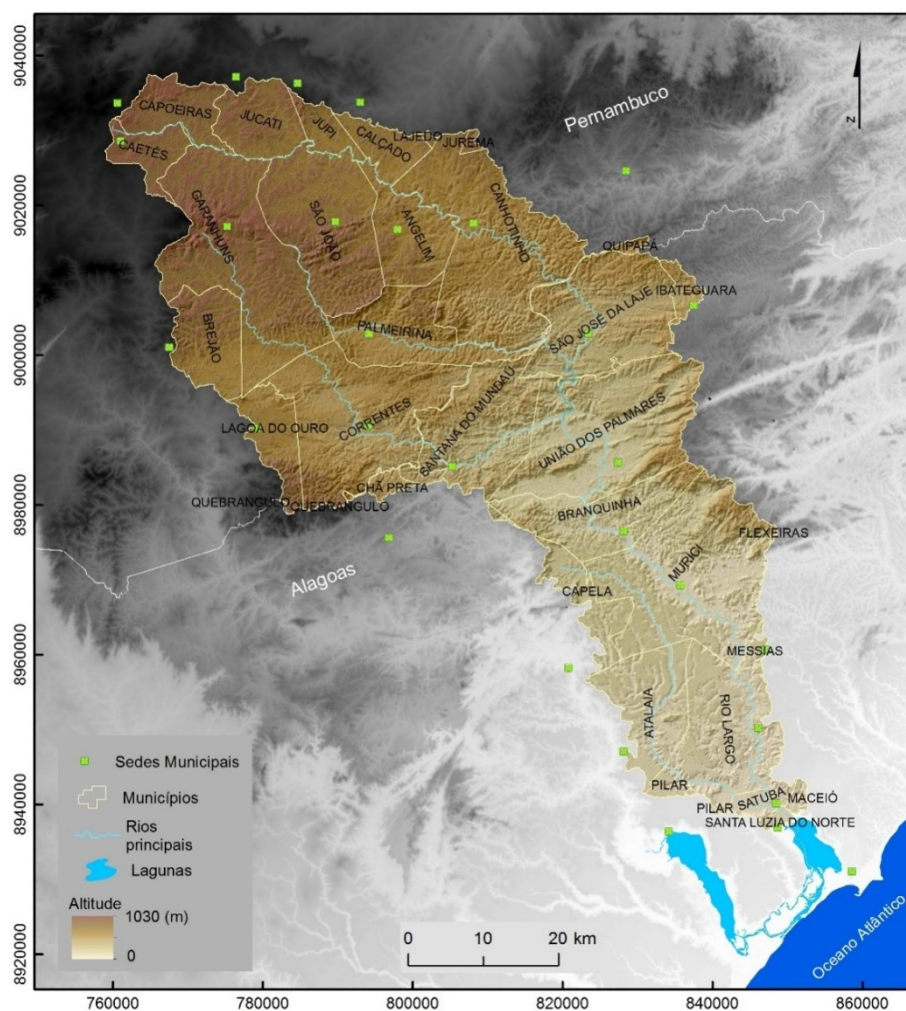 9040000
9020000
9000000
8980000
8960000
8940000
8920000
760000
780000
800000
820000
840000
860000
z
Pernambuco
CAPOEIRAS
JUCATI
JUPI
CALÇADO
LAJEDO
JUREMA
CAETÉS
GARANHUNS
SÃO JOÃO
ANGELIM
CANHOTINHO
QUIPAPÁ
IBATEGUARA
SÃO JOSÉ DA LAJE
BREJÃO
PALMEIRINA
CORRENTES
SANTANA DO MUNDAÚ
UNIÃO DOS PALMARES
LAGOA DO OURO
CHÃ PRETA
QUEBRANGULO
QUEBRANGULO
BRANQUINHA
FLEXEIRAS
MURICI
Alagoas
CAPELA
MESSIAS
ATALAIA
RIO LARGO
PILAR
PILAR
SATUBA
MACEIÓ
SANTA LUZIA DO NORTE
Oceano Atlântico
Sedes Municipais
Municípios
Rios
principais
Lagunas
Altitude
1030 (m)
0
0 10 20 km